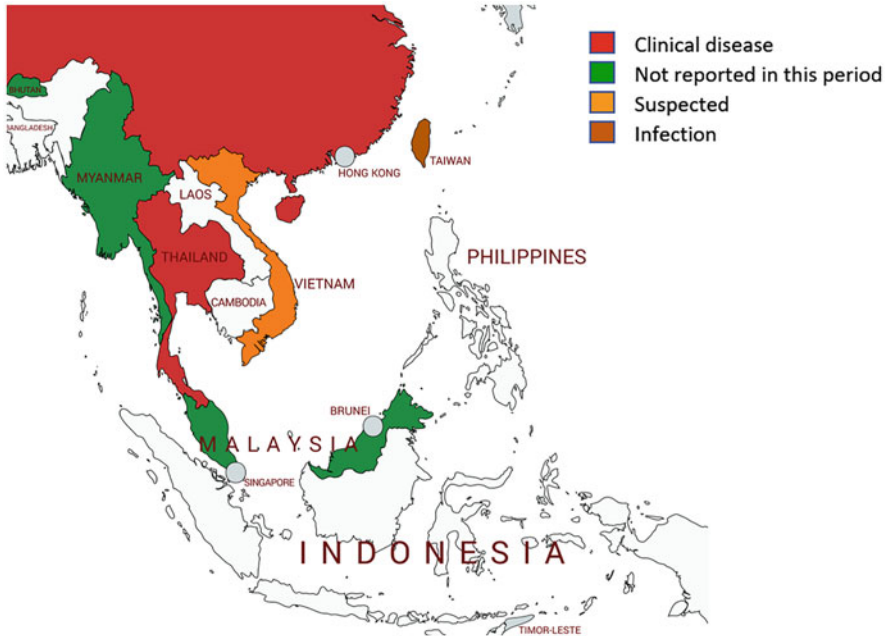 Clinical disease
Not reported in this period
Suspected
Infection
BHUTAN
BANGLADESH
MYANMAR
LAOS
HONG KONG
TAIWAN
THAILAND
VIETNAM
CAMBODIA
PHILIPPINES
BRUNEI
MALAYSIA
SINGAPORE
INDONESIA
TIMOR-LESTE